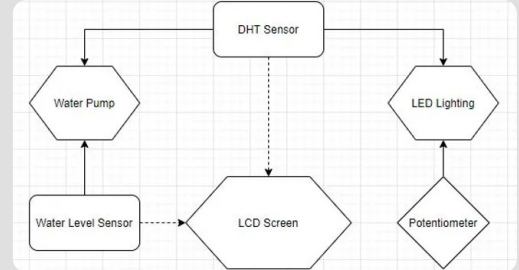 DHT Sensor
Water Pump
LED Lighting
Water Level Sensor
LCD Screen
Potentiometer